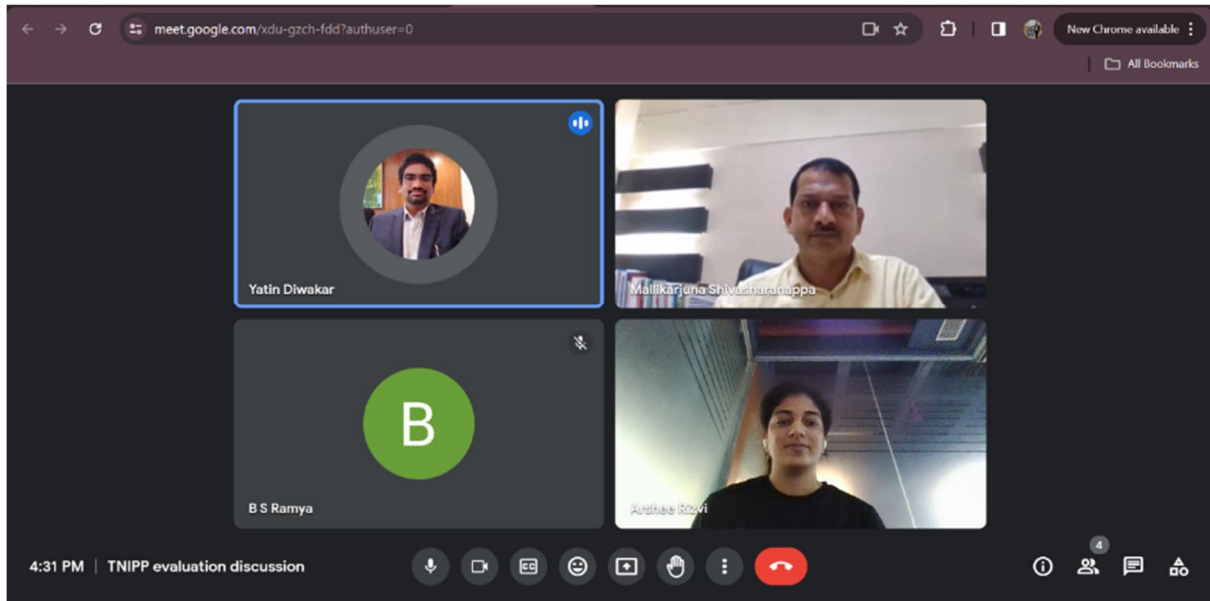 meet.google.com/xdu-gzch-fdd?authuser=0
New Chrome available
All Bookmarks
Yatin Diwakar
Mallikarjuna Shivasharanappa
B
B S Ramya
Arshee Rizvi
4:31 PM | TNIPP evaluation discussion
CC
4